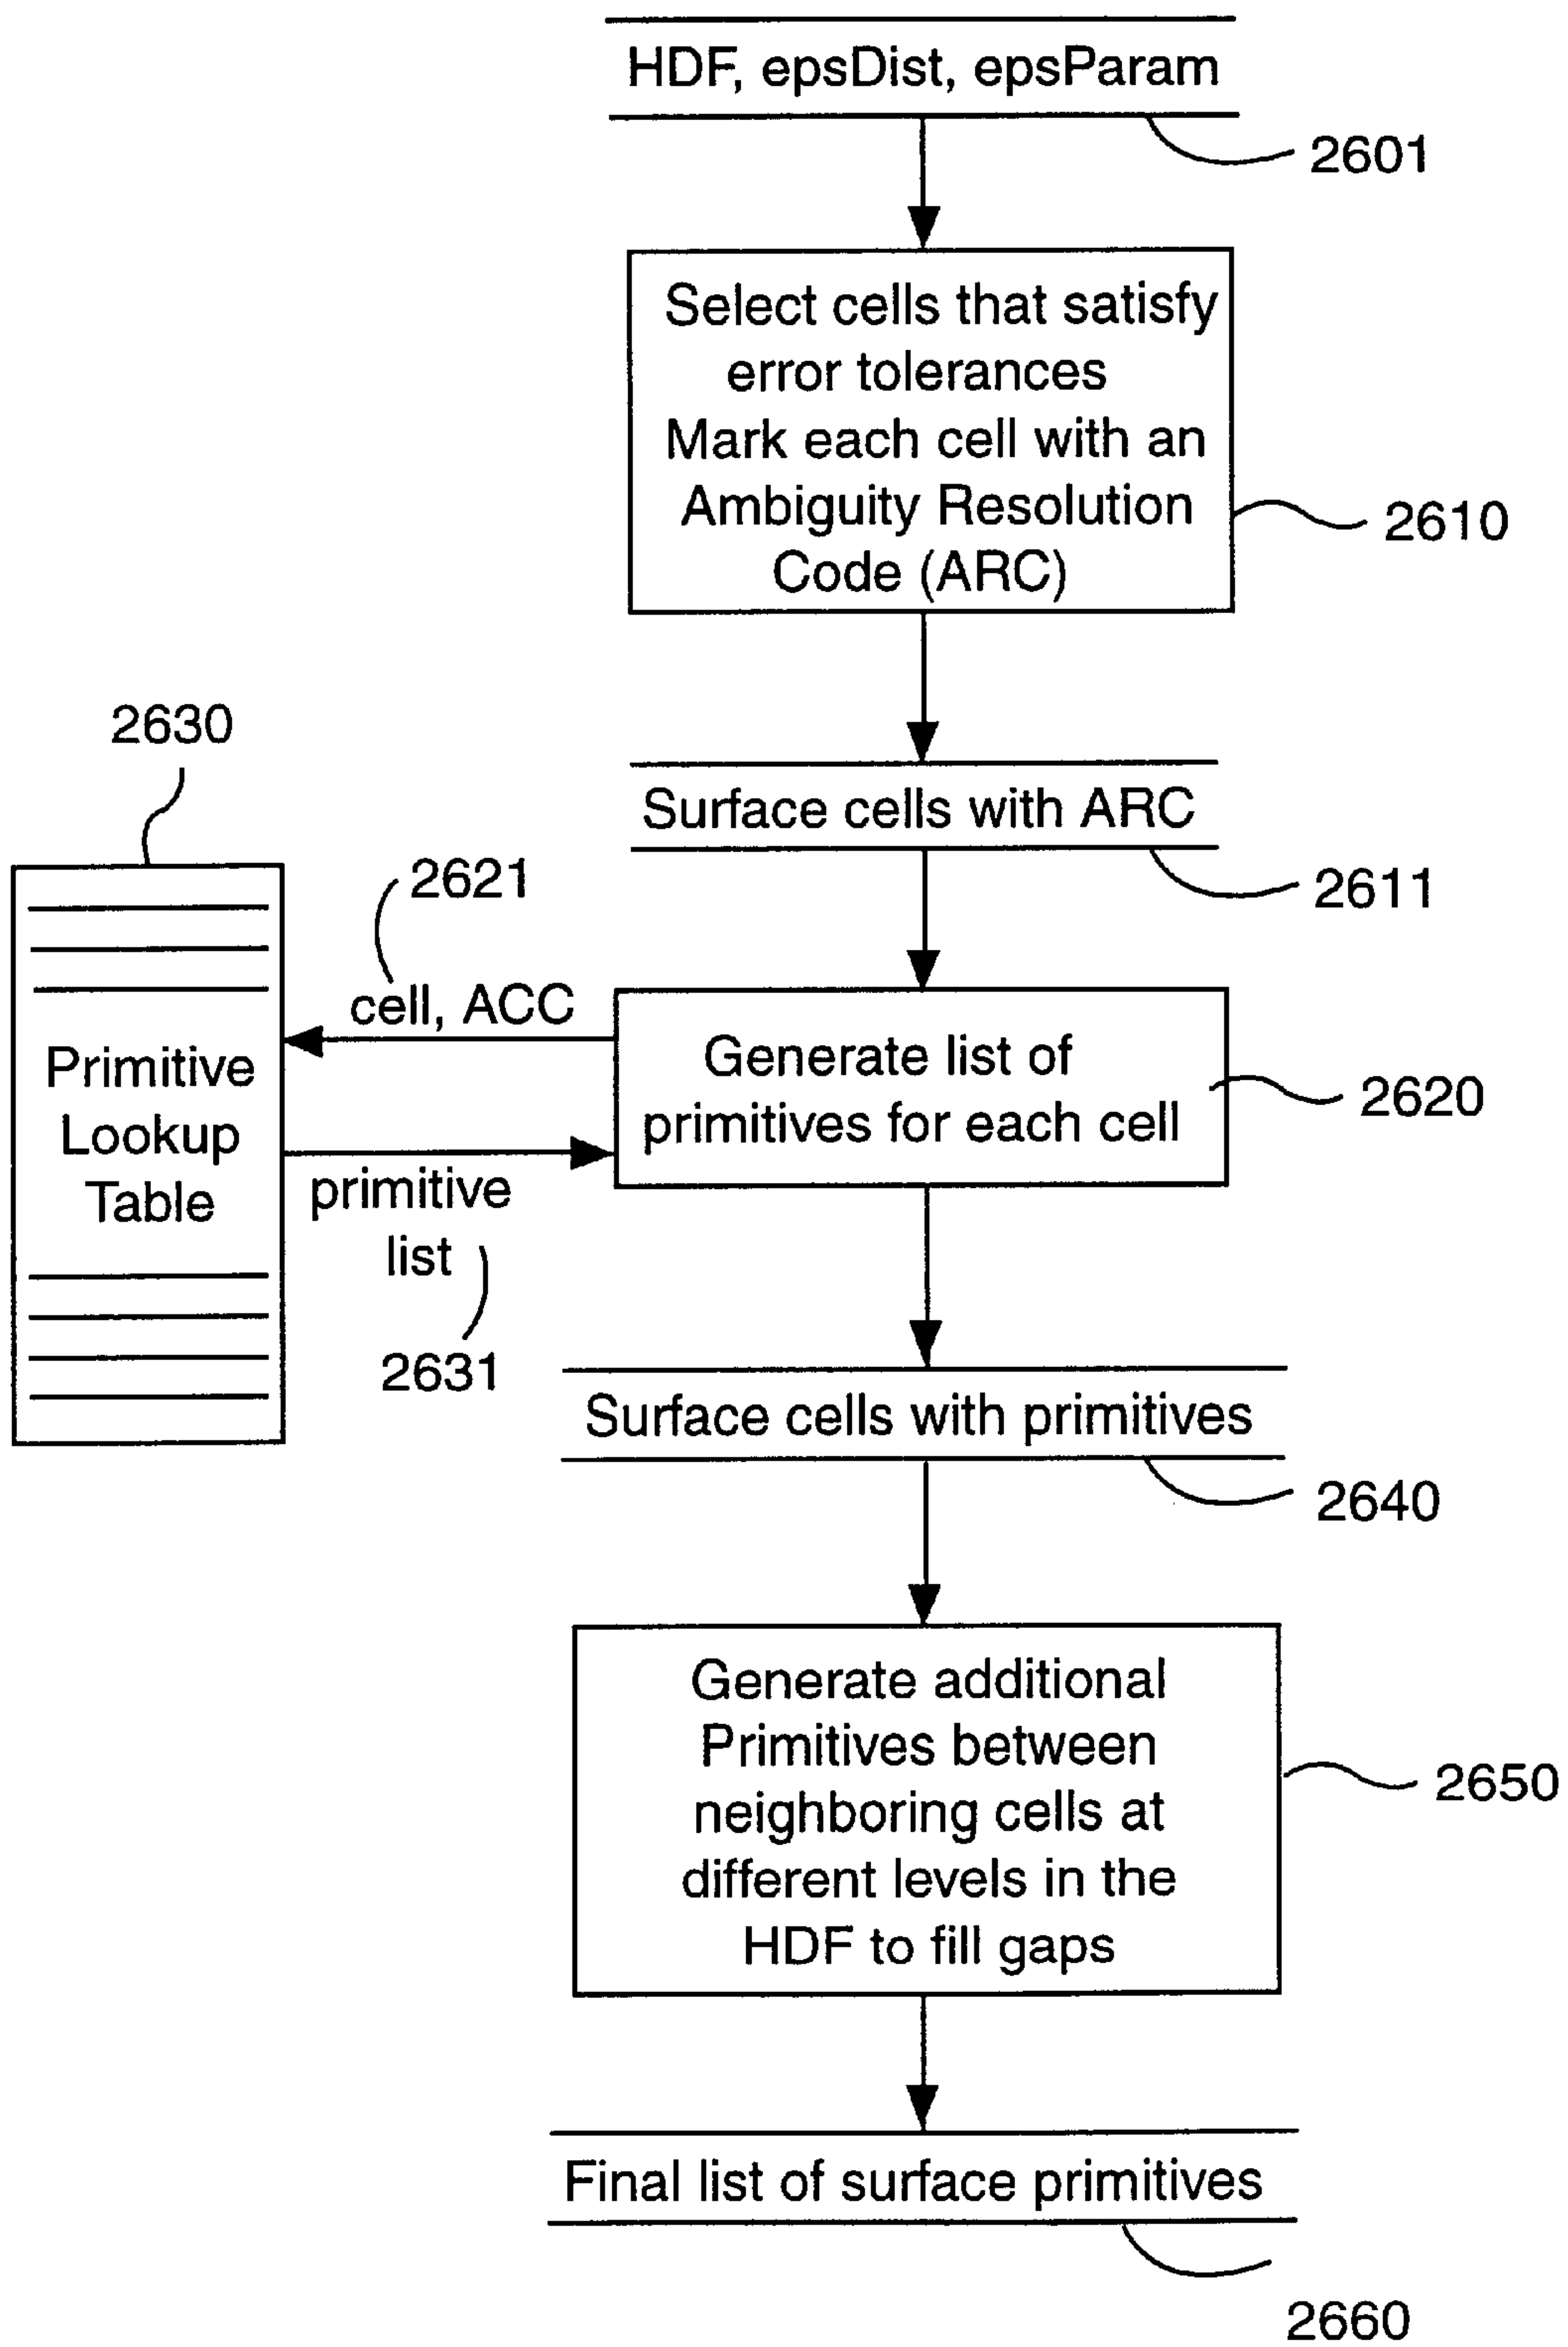 HDF, epsDist, epsParam
2601
Select cells that satisfy
error tolerances
Mark each cell with an
Ambiguity Resolution
Code (ARC)
2610
2630
Surface cells with ARC
2611
2621
cell, ACC
Primitive
Lookup
Table
Generate list of
primitives for each cell
2620
primitive
list
2631
Surface cells with primitives
2640
Generate additional
Primitives between
neighboring cells at
different levels in the
HDF to fill gaps
2650
Final list of surface primitives
2660